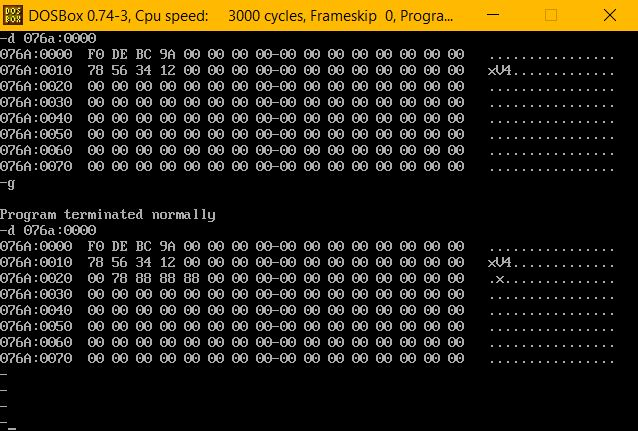 DOS BOX DOSBox 0.74-3, Cpu speed: 3000 cycles, Frameskip 0, Progra...
-d 076a:0000
076A:0000 F0 DE BC 9A 00 00 00 00-00 00 00 00 00 00 00 00 ................
076A:0010 78 56 34 12 00 00 00 00-00 00 00 00 00 00 00 00 xV4.............
076A:0020 00 00 00 00 00 00 00 00-00 00 00 00 00 00 00 00 ................
076A:0030 00 00 00 00 00 00 00 00-00 00 00 00 00 00 00 00 ................
076A:0040 00 00 00 00 00 00 00 00-00 00 00 00 00 00 00 00 ................
076A:0050 00 00 00 00 00 00 00 00-00 00 00 00 00 00 00 00 ................
076A:0060 00 00 00 00 00 00 00 00-00 00 00 00 00 00 00 00 ................
076A:0070 00 00 00 00 00 00 00 00-00 00 00 00 00 00 00 00 ................
-g
Program terminated normally
-d 076a:0000
076A:0000 F0 DE BC 9A 00 00 00 00-00 00 00 00 00 00 00 00 ................
076A:0010 78 56 34 12 00 00 00 00-00 00 00 00 00 00 00 00 xV4.............
076A:0020 00 78 88 88 88 00 00 00-00 00 00 00 00 00 00 00 .x..............
076A:0030 00 00 00 00 00 00 00 00-00 00 00 00 00 00 00 00 ................
076A:0040 00 00 00 00 00 00 00 00-00 00 00 00 00 00 00 00 ................
076A:0050 00 00 00 00 00 00 00 00-00 00 00 00 00 00 00 00 ................
076A:0060 00 00 00 00 00 00 00 00-00 00 00 00 00 00 00 00 ................
076A:0070 00 00 00 00 00 00 00 00-00 00 00 00 00 00 00 00 ................
-
-
-
-_